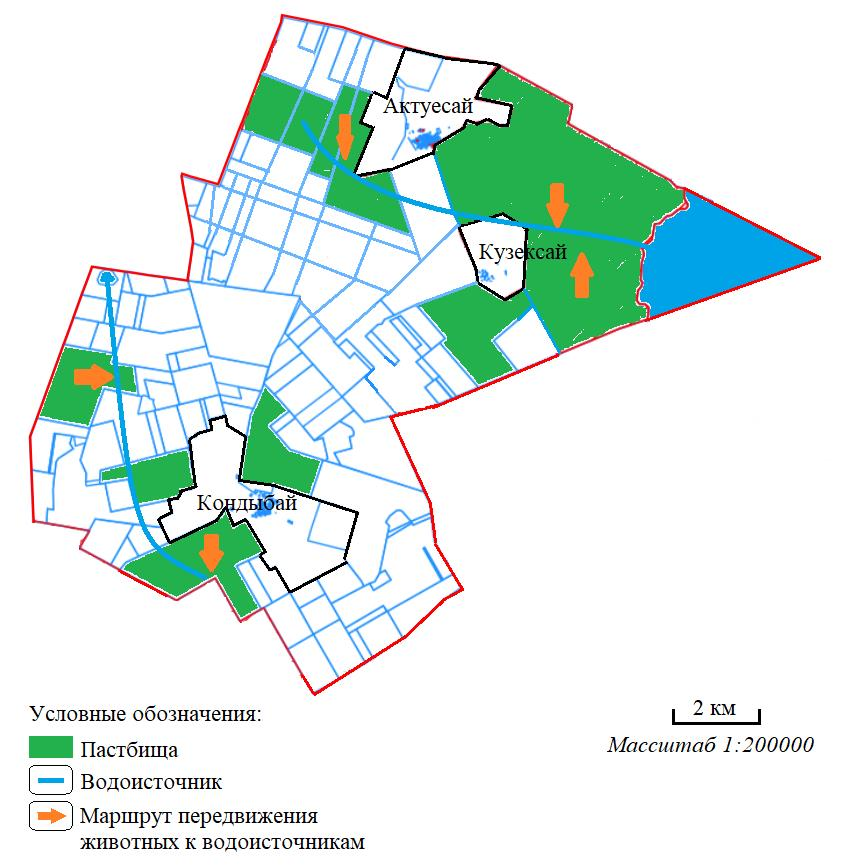 Актуесай
Кузексай
Кондыбай
Условные обозначения:
Пастбища
Водоисточник
Маршрут передвижения
животных к водоисточникам
2 км
Масштаб 1:200000